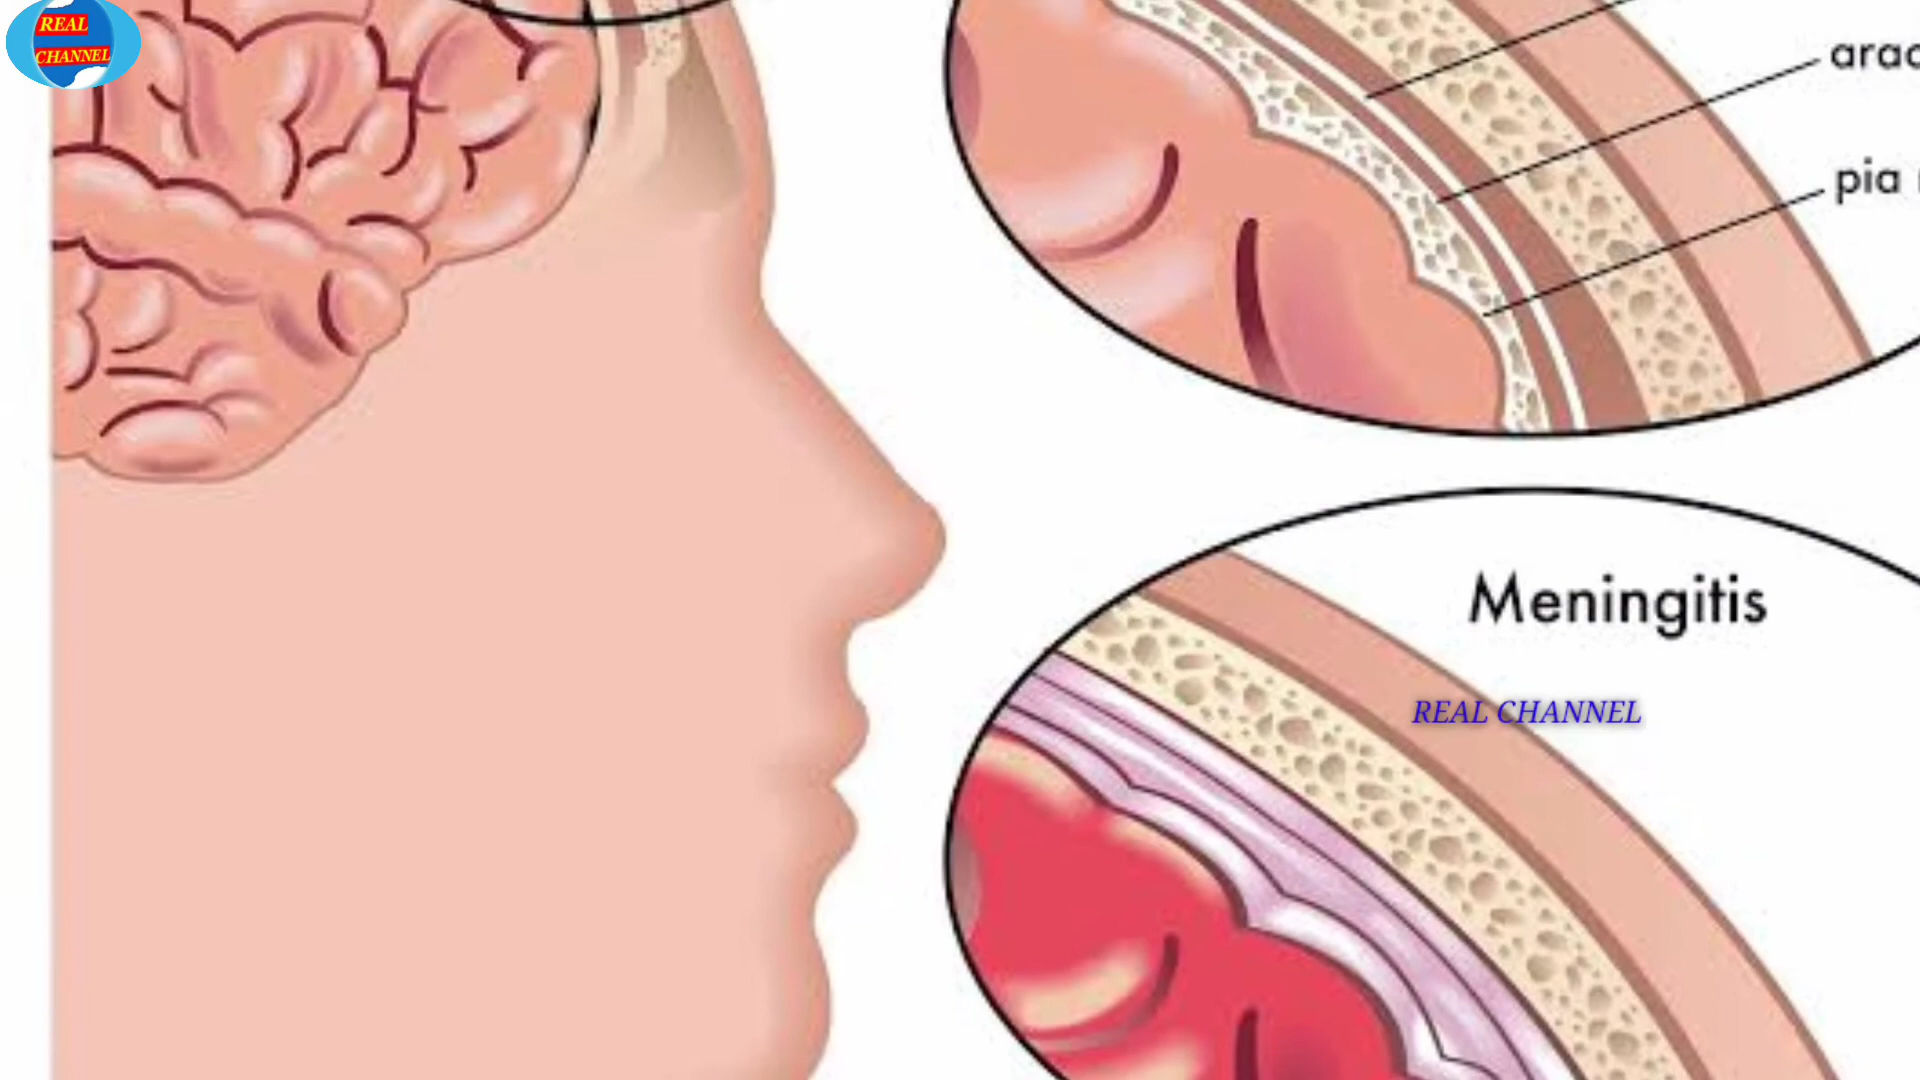 REAL
CHANNEL
arac
pia
Meningitis
REAL CHANNEL